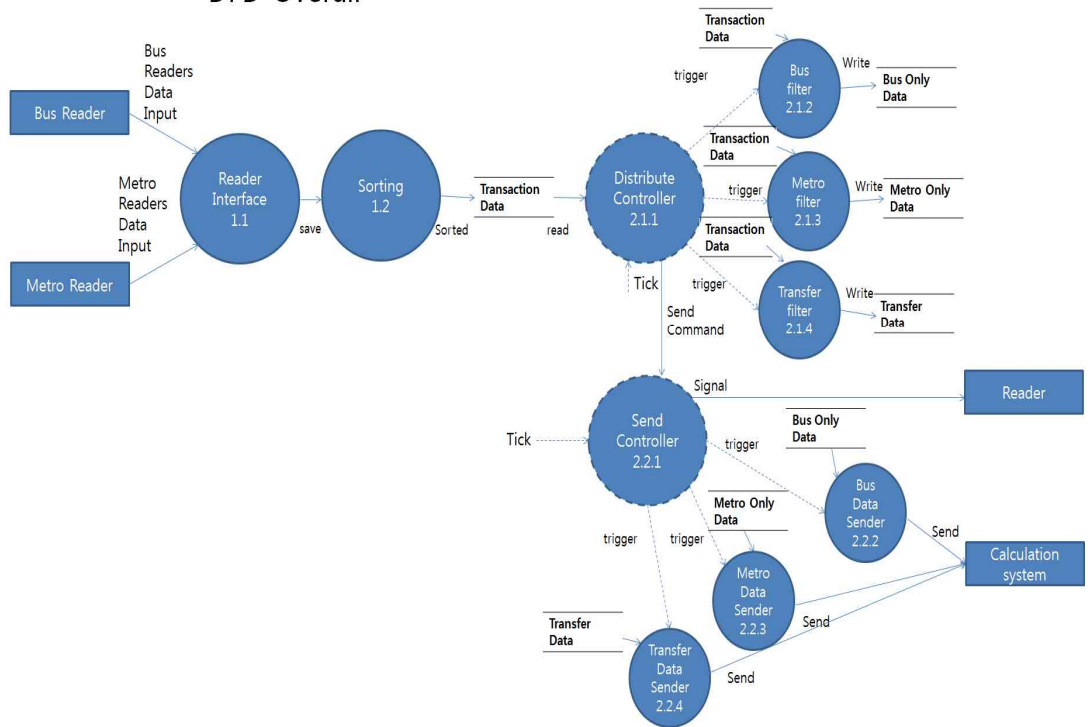 DFD Overall
Bus
Readers
Data
Input
Bus Reader
Metro
Readers
Data
Input
Metro Reader
Reader
Interface
1.1
save
Sorting
1.2
Sorted
Transaction
Data
read
Distribute
Controller
2.1.1
Tick
Send
Command
trigger
Transaction
Data
Bus
filter
2.1.2
Write
Bus Only
Data
trigger
Transaction
Data
Metro
filter
2.1.3
Write
Metro Only
Data
trigger
Transaction
Data
Transfer
filter
2.1.4
Write
Transfer
Data
Tick
Send
Controller
2.2.1
Signal
Reader
trigger
Bus Only
Data
Bus
Data
Sender
2.2.2
Send
trigger
Metro Only
Data
Metro
Data
Sender
2.2.3
Send
trigger
Transfer
Data
Transfer
Data
Sender
2.2.4
Send
Calculation
system